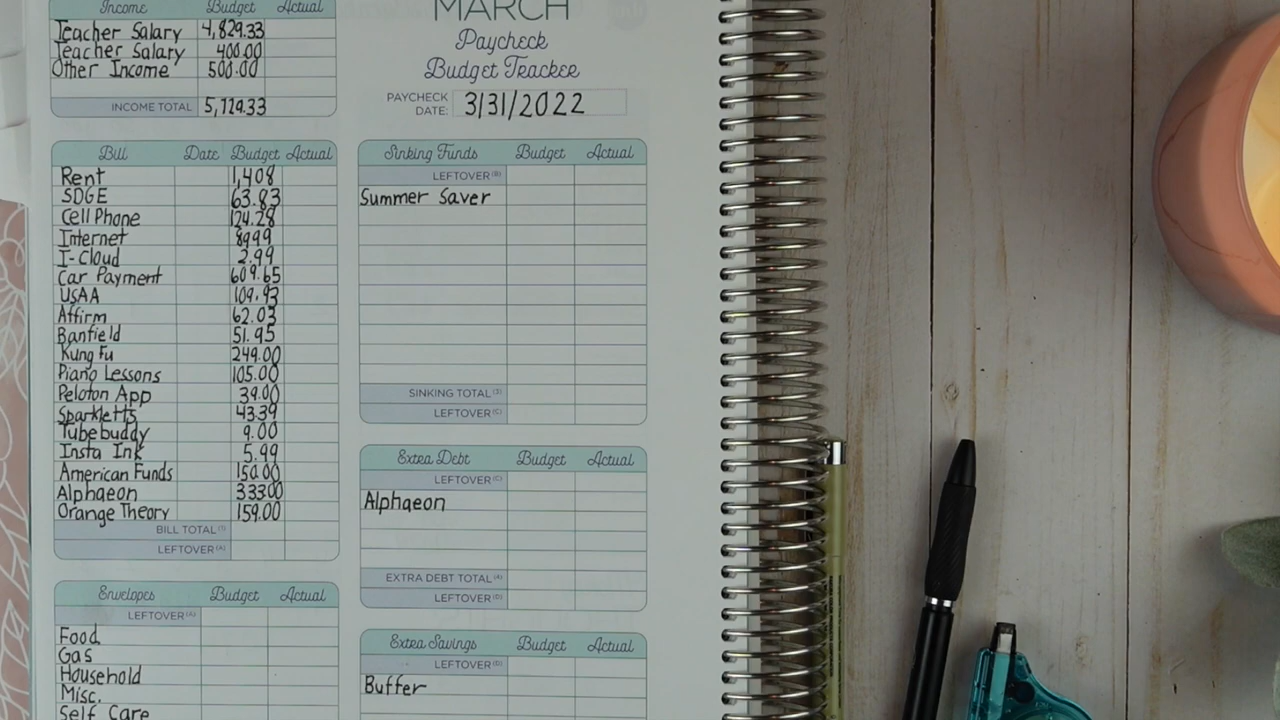 Income Budget Actual
Teacher Salary 4,829.33
Teacher Salary 400.00
Other Income 500.00
INCOME TOTAL 5,729.33
Bill Date Budget Actual
Rent 1,408
SDGE 63.83
Cell Phone 124.28
Internet 89.99
I-Cloud 2.99
Car Payment 609.65
USAA 109.93
Affirm 62.03
Banfield 51.95
Kung Fu 249.00
Piano Lessons 105.00
Peloton App 39.00
Sparkletts 43.39
Tubebuddy 9.00
Insta Ink 5.99
American Funds 150.00
Alphaeon 333.00
Orange Theory 159.00
BILL TOTAL (1)
LEFTOVER (A)
Envelopes Budget Actual
LEFTOVER (A)
Food
Gas
Household
Misc.
Self Care
MARCH
Paycheck
Budget Tracker
PAYCHECK
DATE: 3/31/2022
Sinking Funds Budget Actual
LEFTOVER (B)
Summer Saver
SINKING TOTAL (3)
LEFTOVER (C)
Extra Debt Budget Actual
LEFTOVER (C)
Alphaeon
EXTRA DEBT TOTAL (4)
LEFTOVER (D)
Extra Savings Budget Actual
LEFTOVER (D)
Buffer